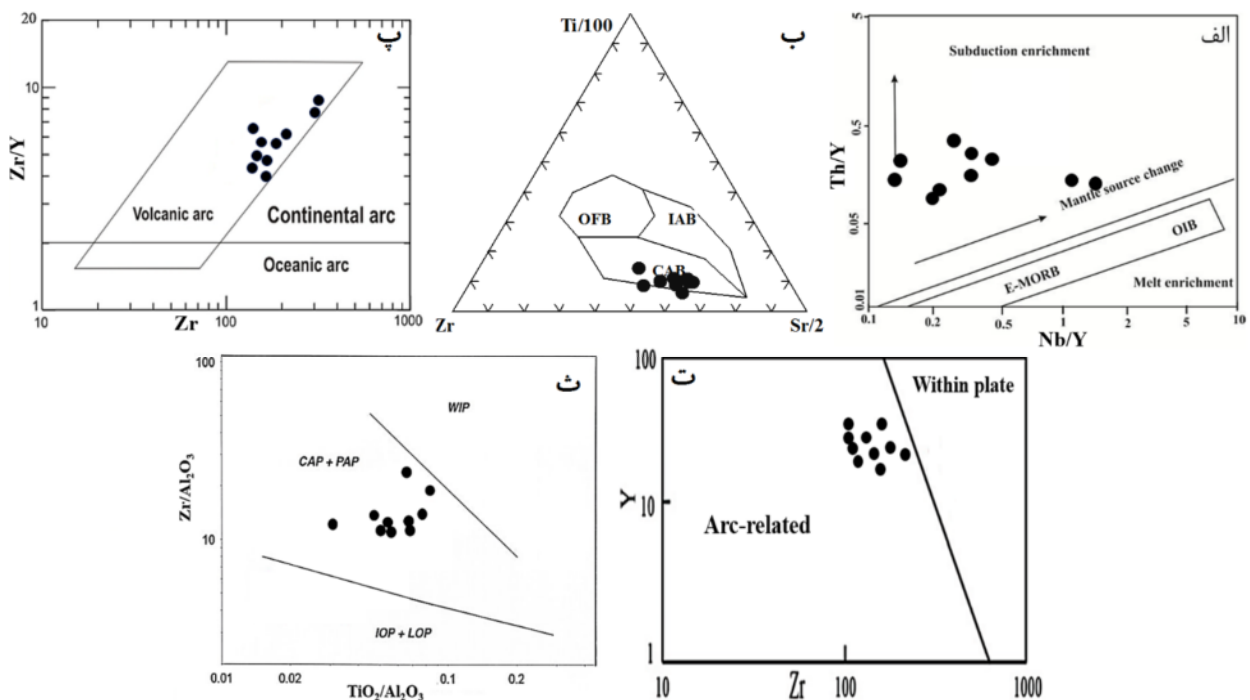 پ
20
10
1
Zr/Y
Volcanic arc
Continental arc
Oceanic arc
10
100
1000
Zr
ب
Ti/100
OFB
IAB
CAB
Zr
Sr/2
الف
5
0.5
0.05
0.01
Th/Y
Subduction enrichment
Mantle source change
OIB
E-MORB
Melt enrichment
0.1
0.2
0.5
1
2
5
10
Nb/Y
ث
100
10
Zr/Al2O3
WIP
CAP + PAP
IOP + LOP
0.01
0.02
0.1
0.2
TiO2/Al2O3
ت
100
10
1
Y
Within plate
Arc-related
10
100
1000
Zr